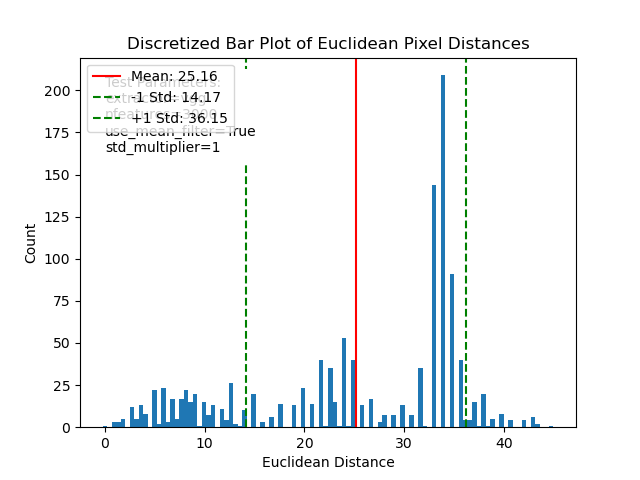 Discretized Bar Plot of Euclidean Pixel Distances
Mean: 25.16
-1 Std: 14.17
+1 Std: 36.15
Test Parameters:
use_mean_filter=True
std_multiplier=1
Count
200
175
150
125
100
75
50
25
0
0 10 20 30 40
Euclidean Distance